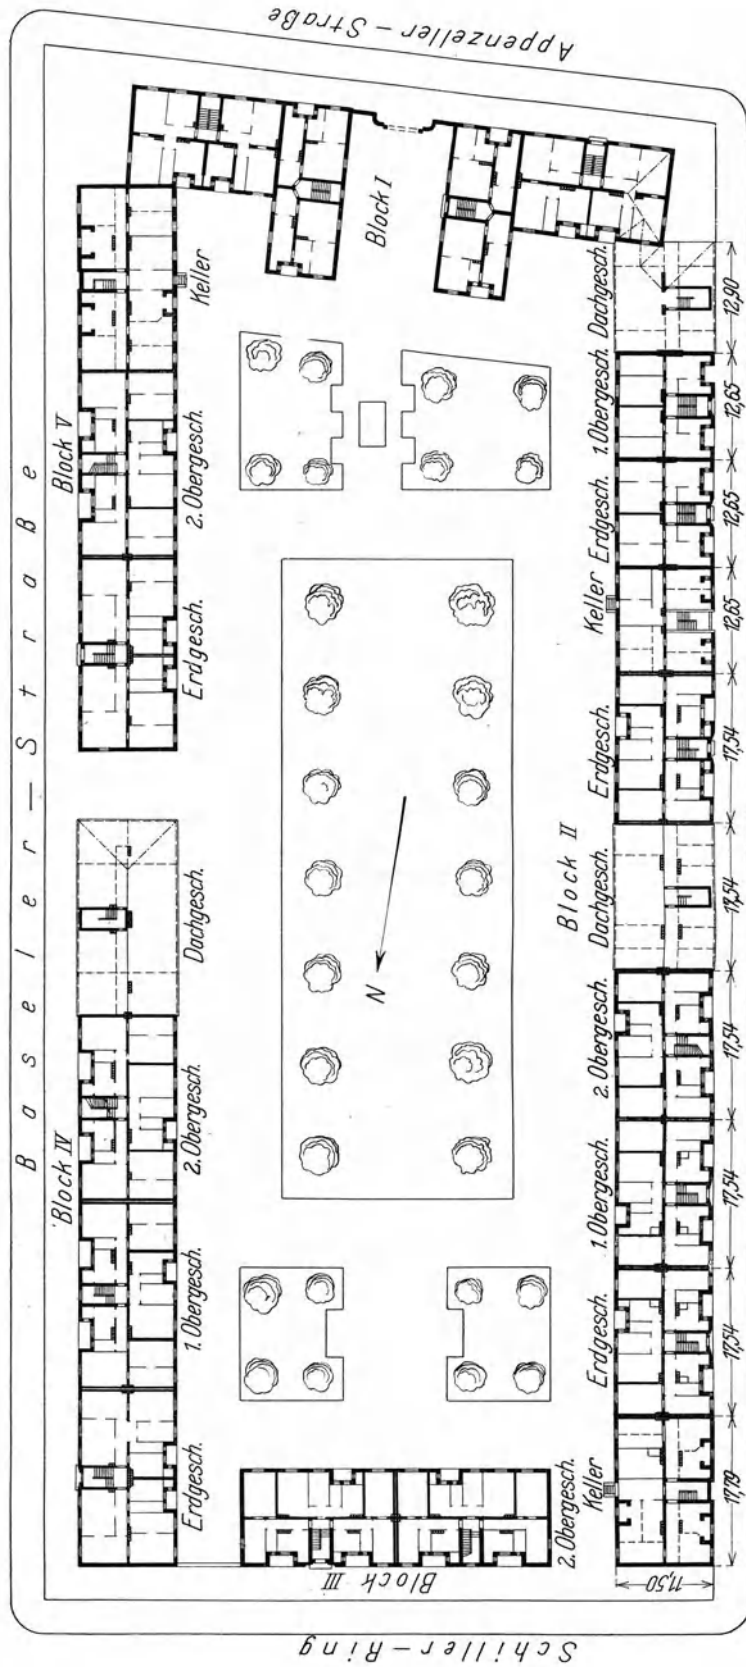 Appenzeller – Straße
Baseler – Straße
Schiller – Ring
Block I
Block V
Keller
2. Obergesch.
Erdgesch.
Block IV
Dachgesch.
2. Obergesch.
1. Obergesch.
Erdgesch.
Block III
2. Obergesch.
N
Block II
Dachgesch.
1. Obergesch.
Erdgesch.
Keller
Erdgesch.
Dachgesch.
2. Obergesch.
1. Obergesch.
Erdgesch.
Keller
12,90
12,65
12,65
12,65
17,54
17,54
17,54
17,54
17,54
17,79
11,50